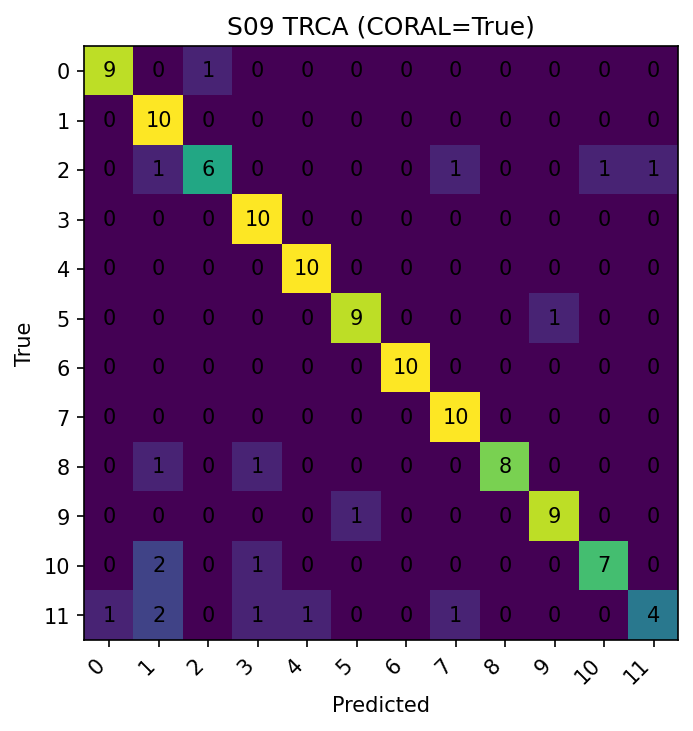 S09 TRCA (CORAL=True)
0 9 0 1 0 0 0 0 0 0 0 0 0
1 0 10 0 0 0 0 0 0 0 0 0 0
2 0 1 6 0 0 0 0 1 0 0 1 1
3 0 0 0 10 0 0 0 0 0 0 0 0
4 0 0 0 0 10 0 0 0 0 0 0 0
5 0 0 0 0 0 9 0 0 0 1 0 0
6 0 0 0 0 0 0 10 0 0 0 0 0
7 0 0 0 0 0 0 0 10 0 0 0 0
8 0 1 0 1 0 0 0 0 8 0 0 0
9 0 0 0 0 0 1 0 0 0 9 0 0
10 0 2 0 1 0 0 0 0 0 0 7 0
11 1 2 0 1 1 0 0 1 0 0 0 4
True
0 1 2 3 4 5 6 7 8 9 10 11
Predicted